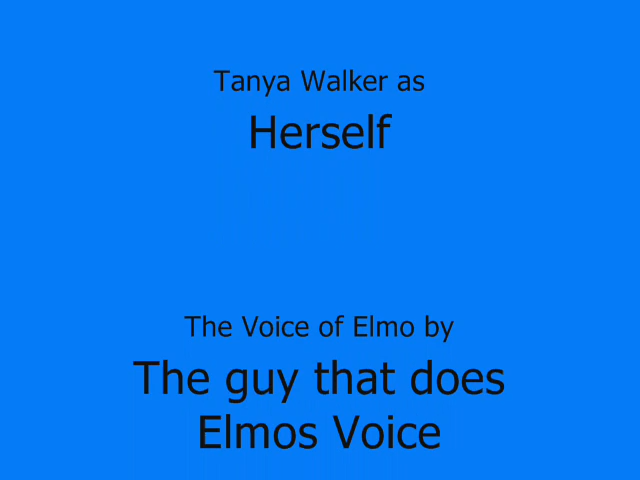 Tanya Walker as
Herself
The Voice of Elmo by
The guy that does
Elmos Voice